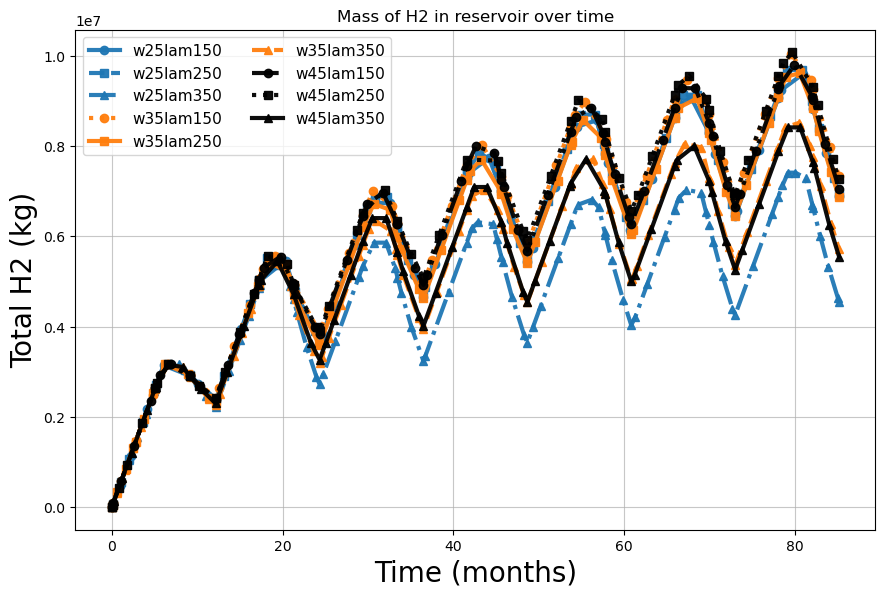 Mass of H2 in reservoir over time
1e7
w25lam150
w25lam250
w25lam350
w35lam150
w35lam250
w35lam350
w45lam150
w45lam250
w45lam350
Total H2 (kg)
1.0
0.8
0.6
0.4
0.2
0.0
0 20 40 60 80
Time (months)